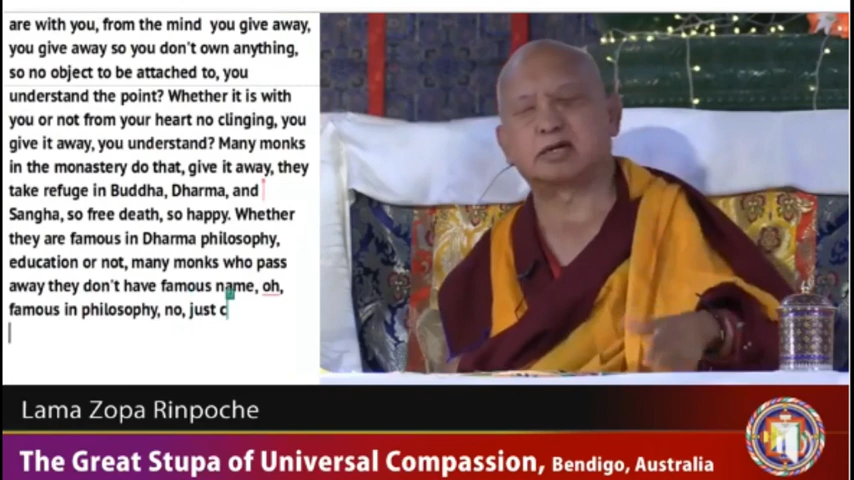 are with you, from the mind you give away,
you give away so you don't own anything,
so no object to be attached to, you
understand the point? Whether it is with
you or not from your heart no clinging, you
give it away, you understand? Many monks
in the monastery do that, give it away, they
take refuge in Buddha, Dharma, and
Sangha, so free death, so happy. Whether
they are famous in Dharma philosophy,
education or not, many monks who pass
away they don't have famous name, oh,
famous in philosophy, no, just c
Lama Zopa Rinpoche
The Great Stupa of Universal Compassion, Bendigo, Australia